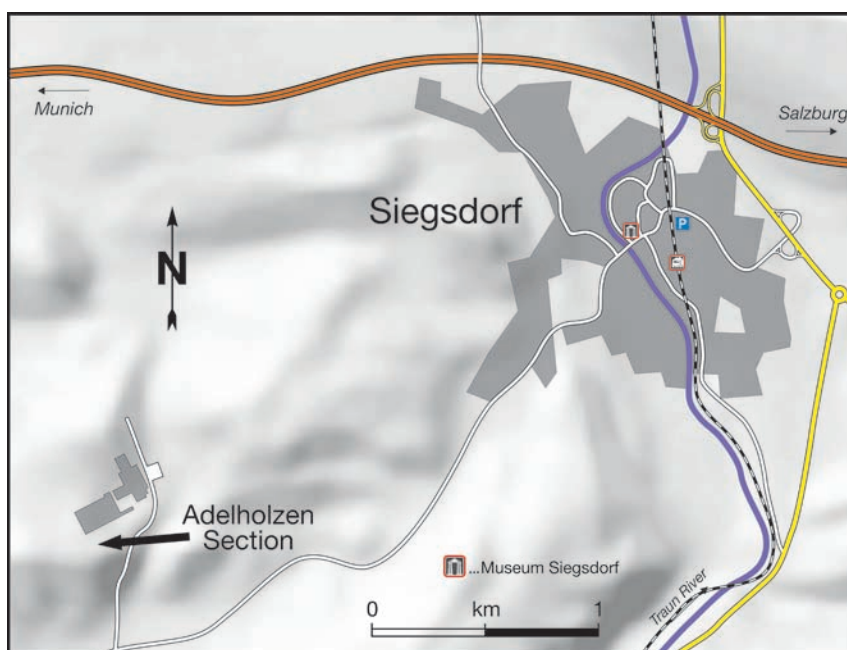 Munich
Salzburg
Siegsdorf
P
N
Adelholzen
Section
...Museum Siegsdorf
Traun River
0 km 1